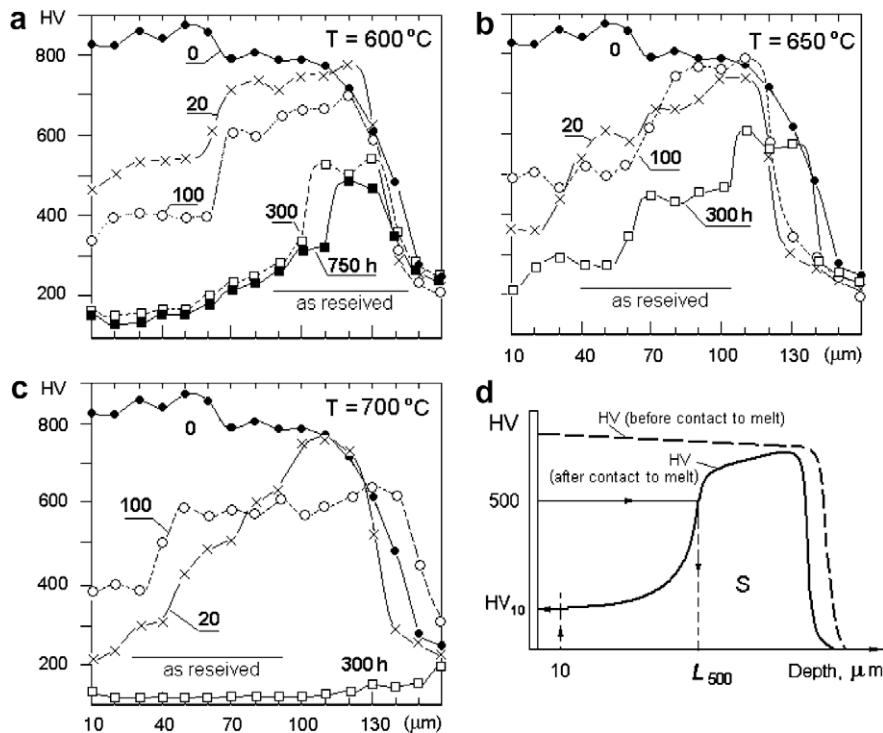 a
HV
T = 600 °C
800
0
20
600
100
400
300
750 h
200
as reseived
b
T = 650 °C
0
20
100
300 h
as reseived
10 70 100 130 (μm)
c
HV
T = 700 °C
800
0
100
600
400
20
200
as reseived
300 h
10 40 70 100 130 (μm)
d
HV
HV (before contact to melt)
HV
(after contact to melt)
500
S
HV10
10
L500
Depth, μm